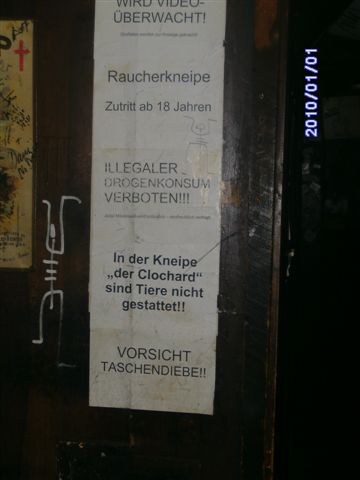 WIRD VIDEO-
ÜBERWACHT!
Raucherkneipe
Zutritt ab 18 Jahren
ILLEGALER
DROGENKONSUM
VERBOTEN!!!
In der Kneipe
„der Clochard“
sind Tiere nicht
gestattet!!
VORSICHT
TASCHENDIEBE!!
2010/01/01